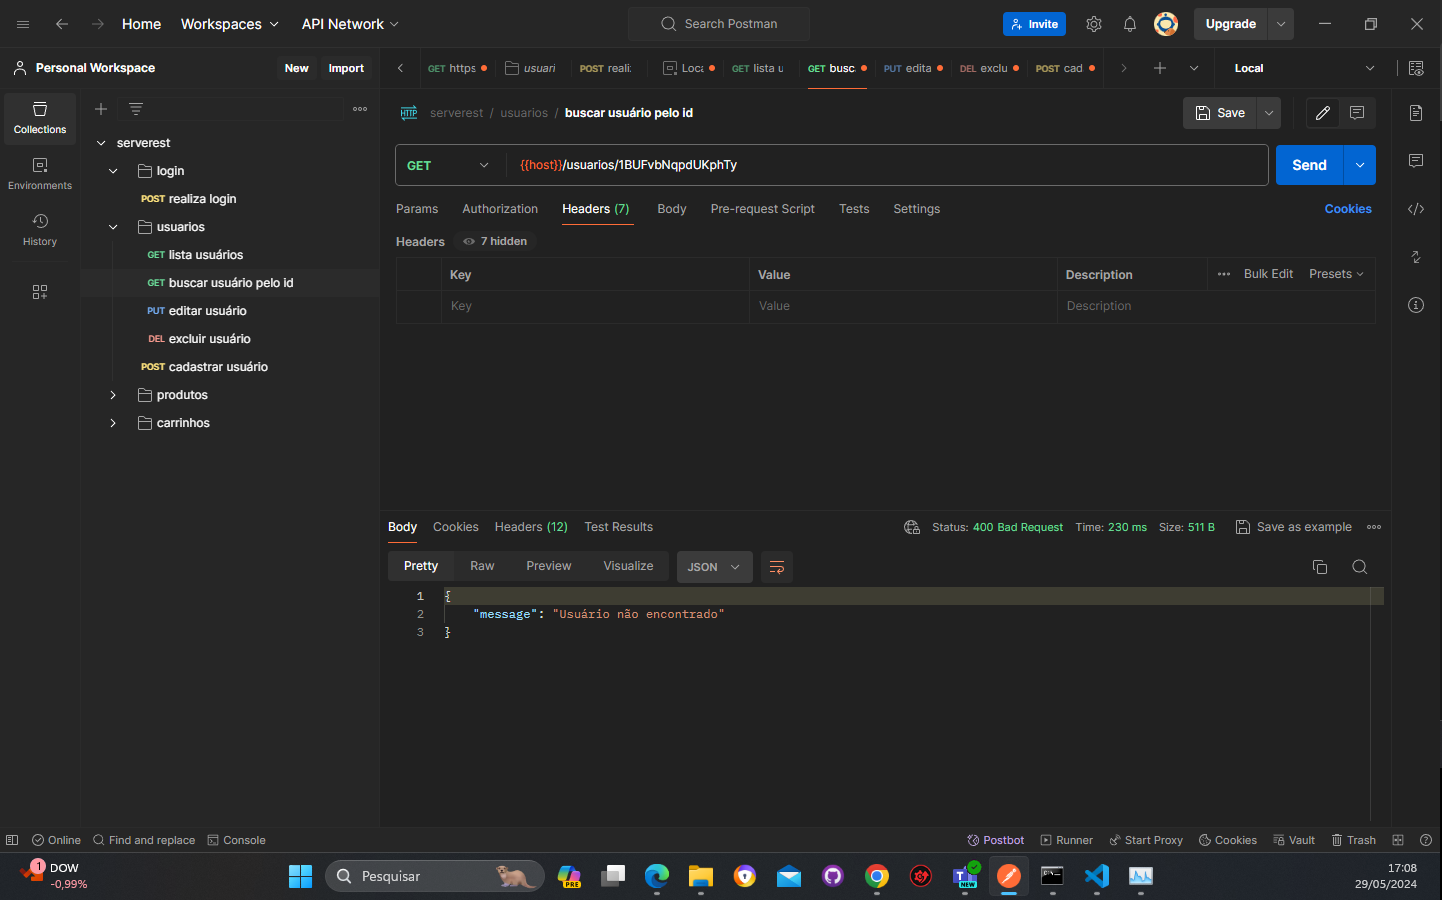 Home
Workspaces
API Network
Search Postman
Invite
Upgrade
Personal Workspace
New
Import
GET https
usuari
POST reali
Loca
GET lista u
GET busc
PUT edita
DEL exclu
POST cad
Local
Collections
Environments
History
serverest
login
POST realiza login
usuarios
GET lista usuários
GET buscar usuário pelo id
PUT editar usuário
DEL excluir usuário
POST cadastrar usuário
produtos
carrinhos
HTTP serverest / usuarios / buscar usuário pelo id
Save
GET
{{host}}/usuarios/1BUFvbNqpdUKphTy
Send
Params
Authorization
Headers (7)
Body
Pre-request Script
Tests
Settings
Cookies
Headers
7 hidden
Key
Value
Description
Bulk Edit
Presets
Key
Value
Description
Body
Cookies
Headers (12)
Test Results
Status: 400 Bad Request
Time: 230 ms
Size: 511 B
Save as example
Pretty
Raw
Preview
Visualize
JSON
1 {
2 "message": "Usuário não encontrado"
3 }
Online
Find and replace
Console
Postbot
Runner
Start Proxy
Cookies
Vault
Trash
1
DOW
-0,99%
Pesquisar
PRE
NEW
17:08
29/05/2024